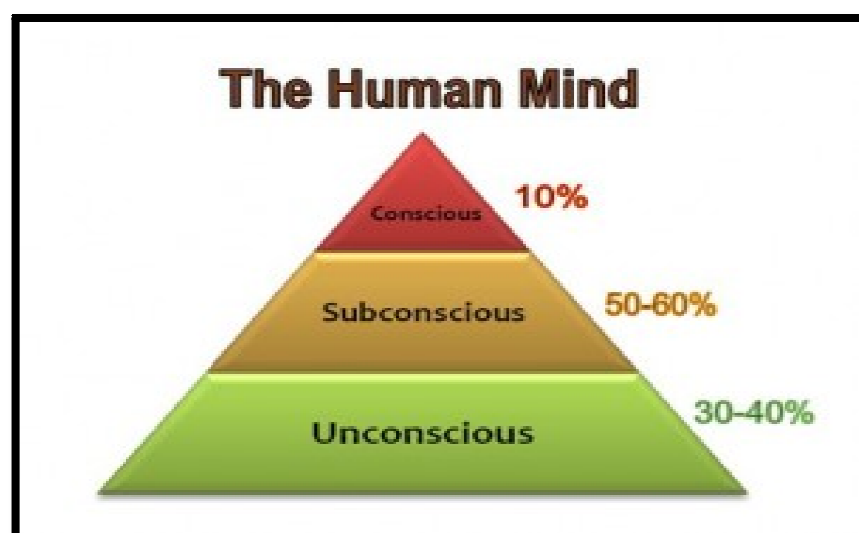 The Human Mind
Conscious
10%
Subconscious
50-60%
Unconscious
30-40%